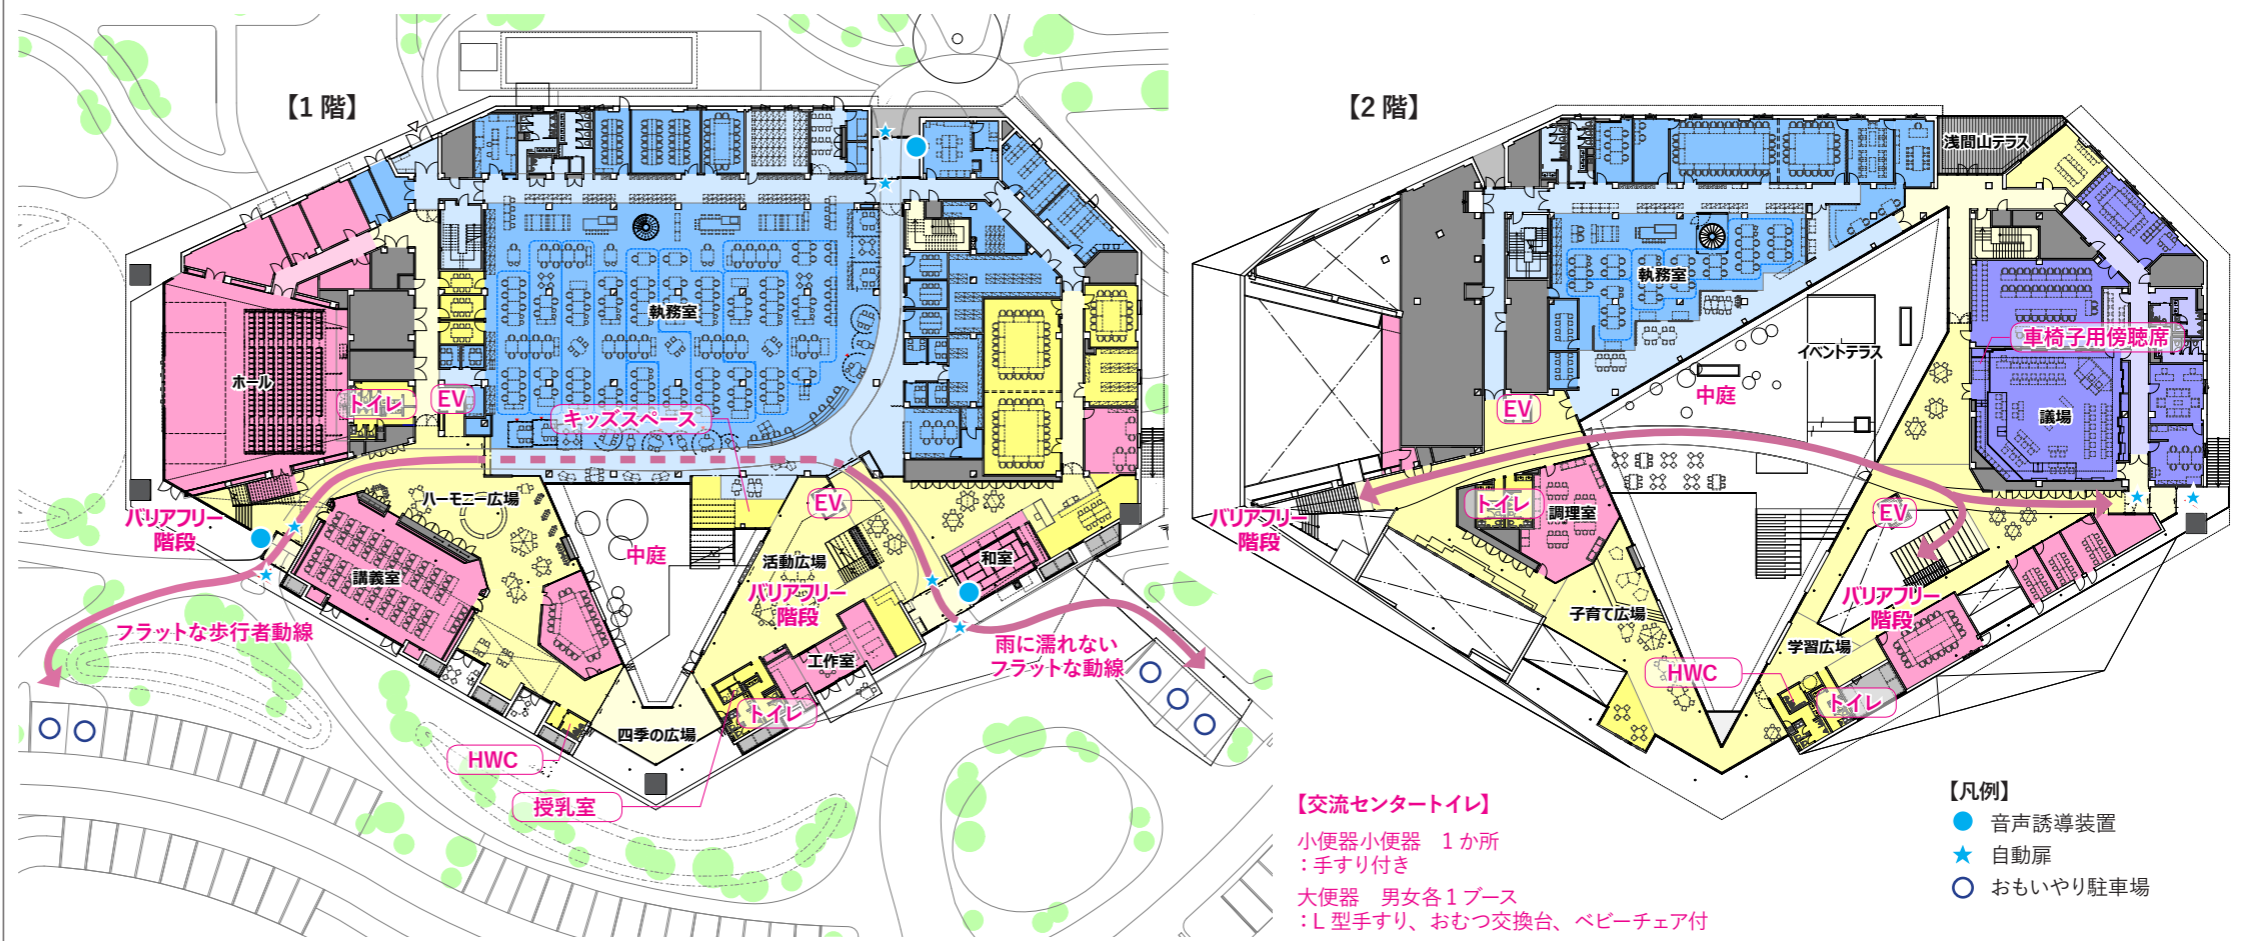 【1階】
執務室
ホール
トイレ
EV
キッズスペース
ハーモニー広場
EV
バリアフリー
階段
中庭
活動広場
和室
講義室
バリアフリー
階段
フラットな歩行者動線
雨に濡れない
フラットな動線
工作室
トイレ
四季の広場
HWC
授乳室
【2階】
浅間山テラス
執務室
車椅子用傍聴席
イベントテラス
中庭
EV
議場
トイレ
調理室
EV
バリアフリー
階段
バリアフリー
階段
子育て広場
学習広場
HWC
トイレ
【交流センタートイレ】
小便器小便器　1か所
：手すり付き
大便器　男女各1ブース
：L型手すり、おむつ交換台、ベビーチェア付
【凡例】
音声誘導装置
自動扉
おもいやり駐車場